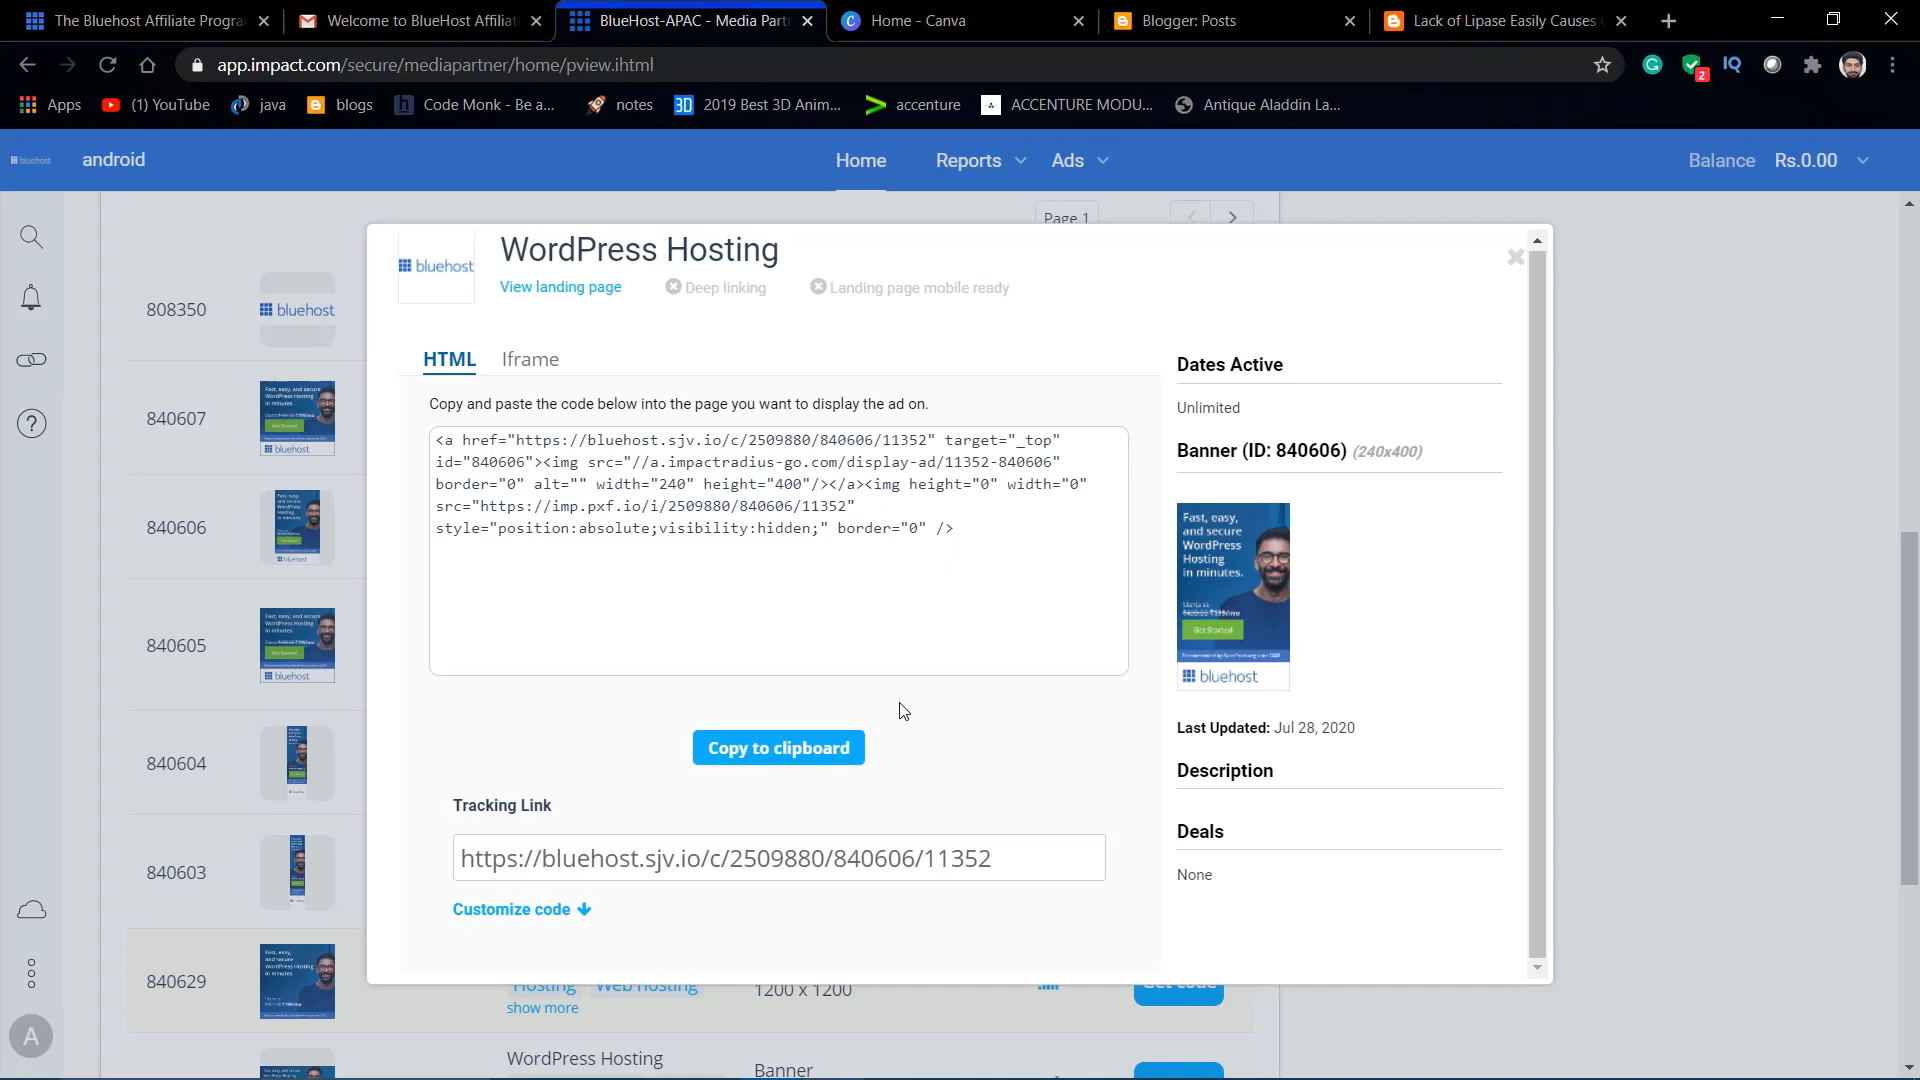 The Bluehost Affiliate Progra
Welcome to BlueHost Affiliat
BlueHost-APAC - Media Part
Home - Canva
Blogger: Posts
Lack of Lipase Easily Causes
app.impact.com/secure/mediapartner/home/pview.ihtml
2
IQ
Apps
(1) YouTube
java
blogs
Code Monk - Be a...
notes
2019 Best 3D Anim...
accenture
ACCENTURE MODU...
Antique Aladdin La...
bluehost
android
Home
Reports
Ads
Balance Rs.0.00
Page 1
808350
bluehost
840607
840606
840605
840604
840603
840629
A
bluehost
WordPress Hosting
View landing page
Deep linking
Landing page mobile ready
HTML
Iframe
Copy and paste the code below into the page you want to display the ad on.
<a href="https://bluehost.sjv.io/c/2509880/840606/11352" target="_top"
id="840606"><img src="//a.impactradius-go.com/display-ad/11352-840606"
border="0" alt="" width="240" height="400"/></a><img height="0" width="0"
src="https://imp.pxf.io/i/2509880/840606/11352"
style="position:absolute;visibility:hidden;" border="0" />
Copy to clipboard
Tracking Link
https://bluehost.sjv.io/c/2509880/840606/11352
Customize code
Dates Active
Unlimited
Banner (ID: 840606) (240x400)
Fast, easy,
and secure
WordPress
Hosting
in minutes.
Get Started
bluehost
Last Updated: Jul 28, 2020
Description
Deals
None
Hosting Web hosting
show more
1200 x 1200
Get code
WordPress Hosting
Banner